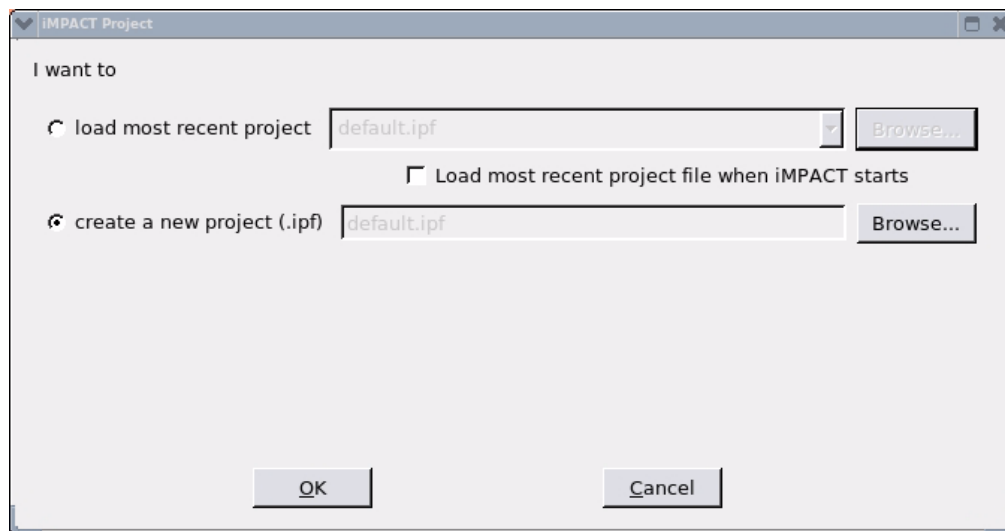 iMPACT Project
I want to
load most recent project default.ipf Browse...
Load most recent project file when iMPACT starts
create a new project (.ipf) default.ipf Browse...
OK Cancel